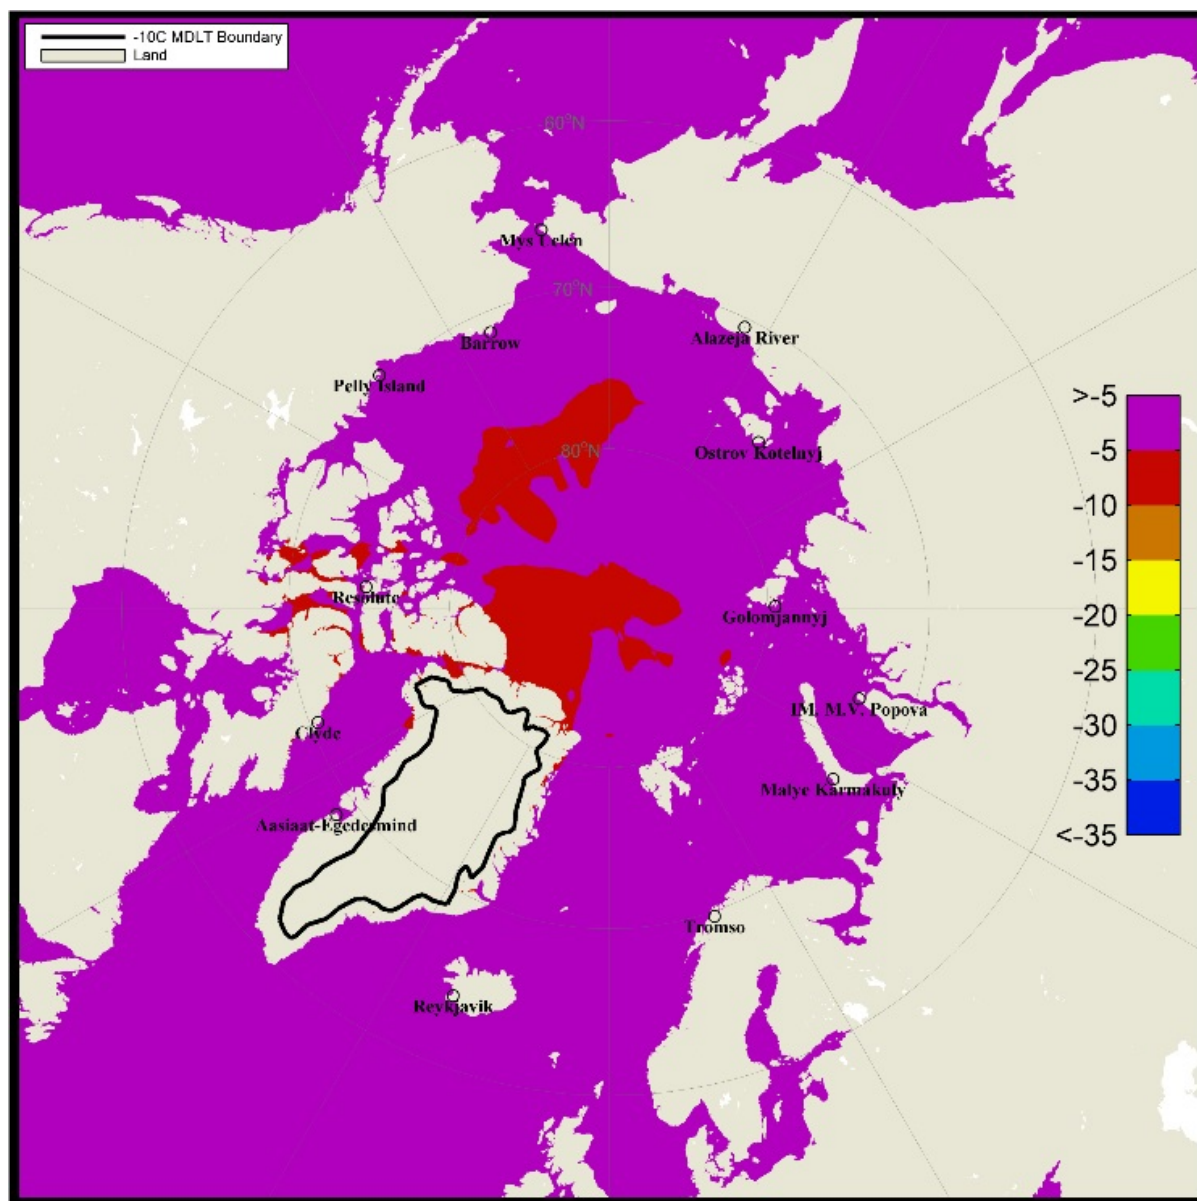 -10C MDLT Boundary
Land
60°N
Mys Uelen
70°N
Barrow
Alazeja River
Pelly Island
>-5
-5
80°N
Ostrov Kotelnyj
-10
-15
-20
Resolute
Golomjannyj
-25
-30
IM. M.V. Popova
Clyde
-35
Malye Karmakuly
Aasiaat-Egedesmind
<-35
Tromso
Reykjavik